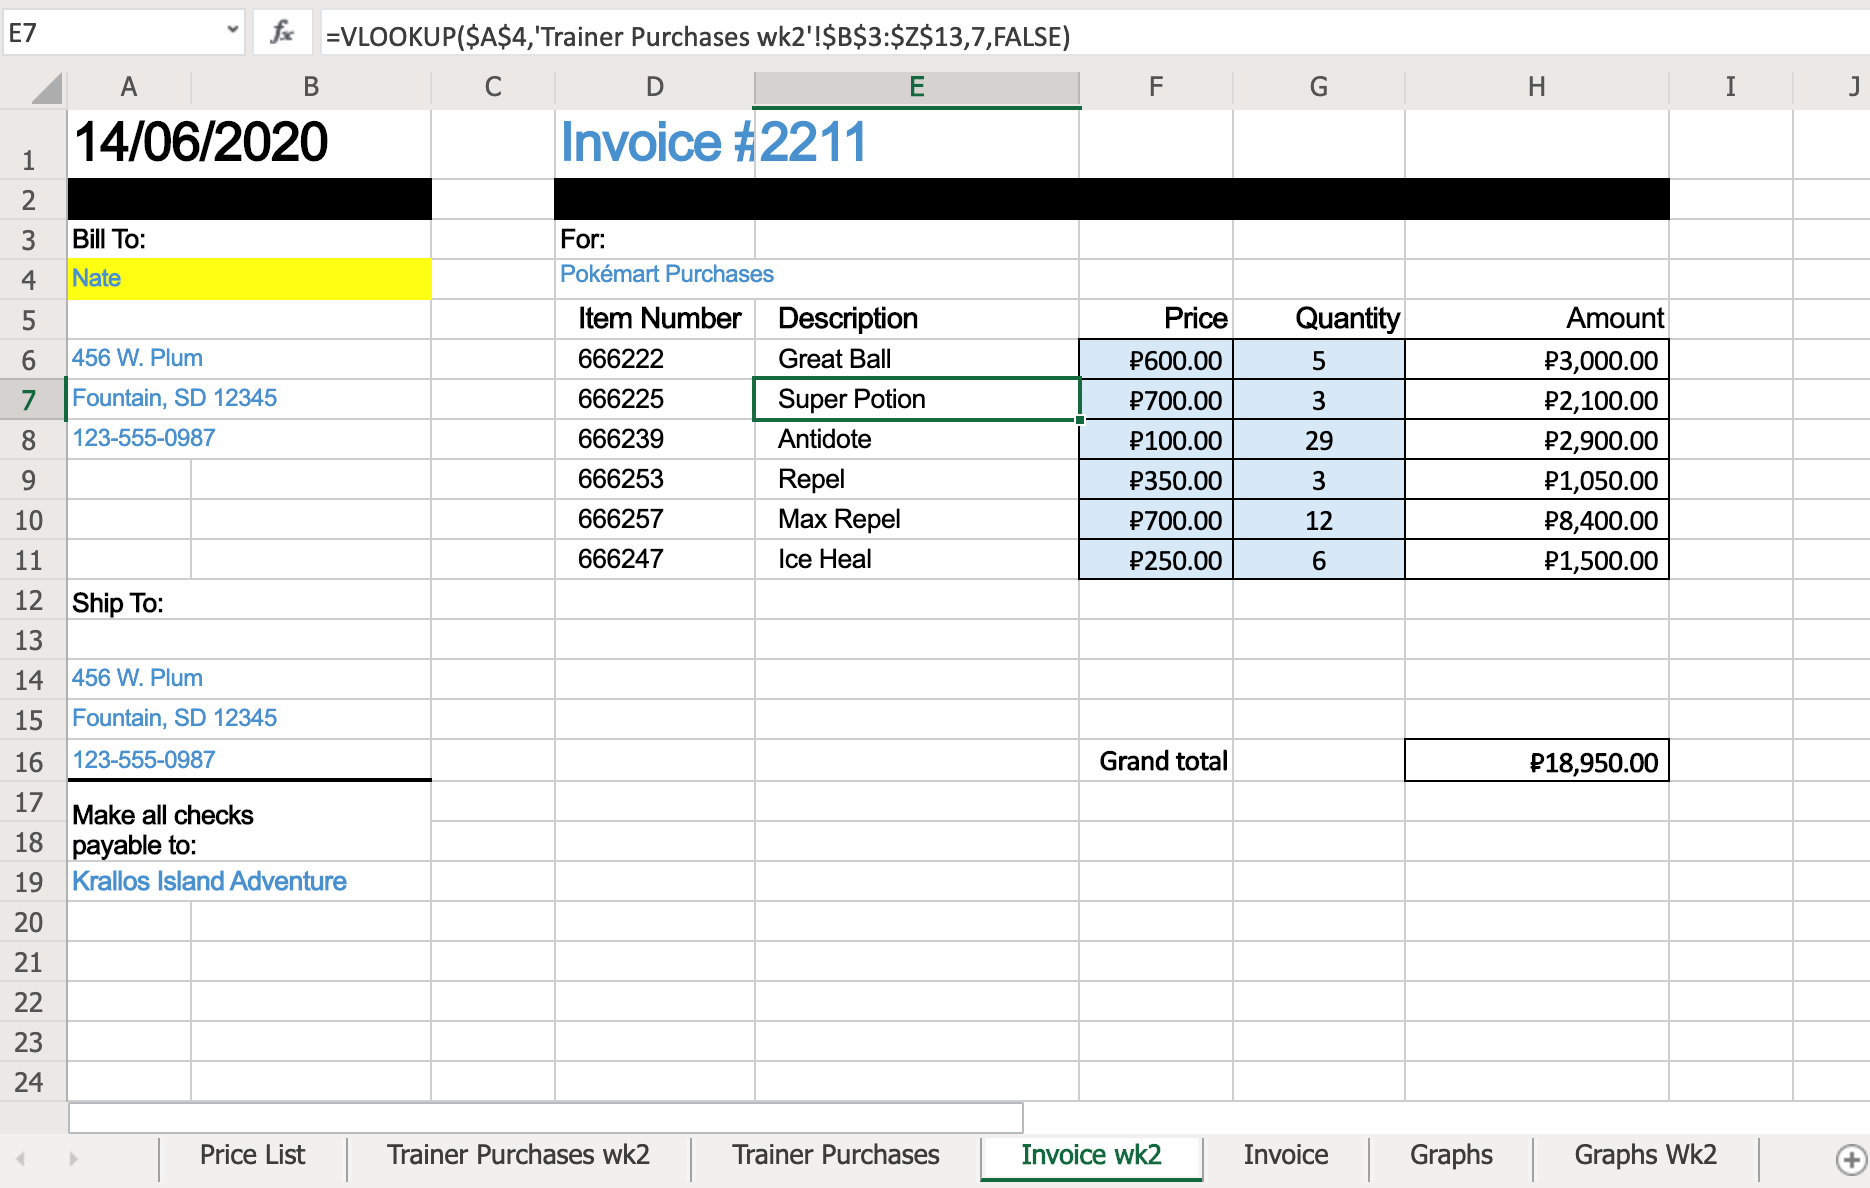 E7 fx =VLOOKUP($A$4,'Trainer Purchases wk2'!$B$3:$Z$13,7,FALSE)
A B C D E F G H I J
1 14/06/2020 Invoice #2211
2
3 Bill To: For:
4 Nate Pokémart Purchases
5 Item Number Description Price Quantity Amount
6 456 W. Plum 666222 Great Ball ₽600.00 5 ₽3,000.00
7 Fountain, SD 12345 666225 Super Potion ₽700.00 3 ₽2,100.00
8 123-555-0987 666239 Antidote ₽100.00 29 ₽2,900.00
9 666253 Repel ₽350.00 3 ₽1,050.00
10 666257 Max Repel ₽700.00 12 ₽8,400.00
11 666247 Ice Heal ₽250.00 6 ₽1,500.00
12 Ship To:
13
14 456 W. Plum
15 Fountain, SD 12345
16 123-555-0987 Grand total ₽18,950.00
17 Make all checks
18 payable to:
19 Krallos Island Adventure
20
21
22
23
24
Price List Trainer Purchases wk2 Trainer Purchases Invoice wk2 Invoice Graphs Graphs Wk2